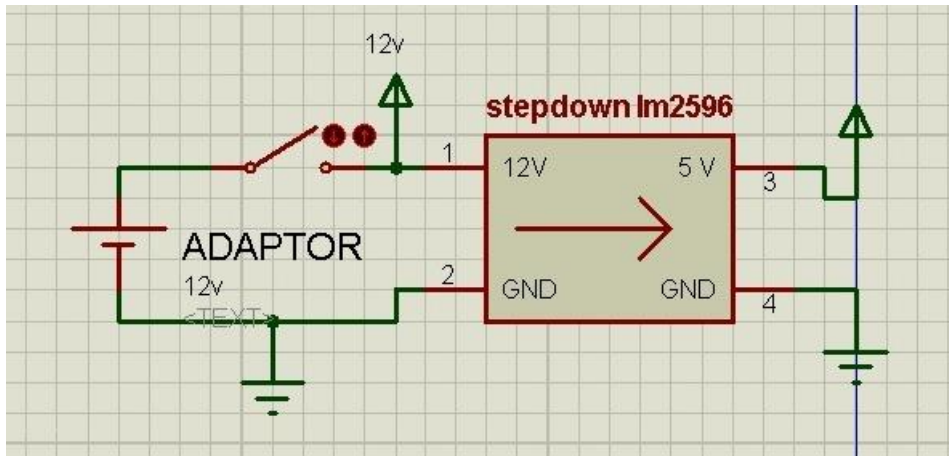 12v
stepdown lm2596
1
12V
5 V
3
ADAPTOR
12v
<TEXT>
2
GND
GND
4